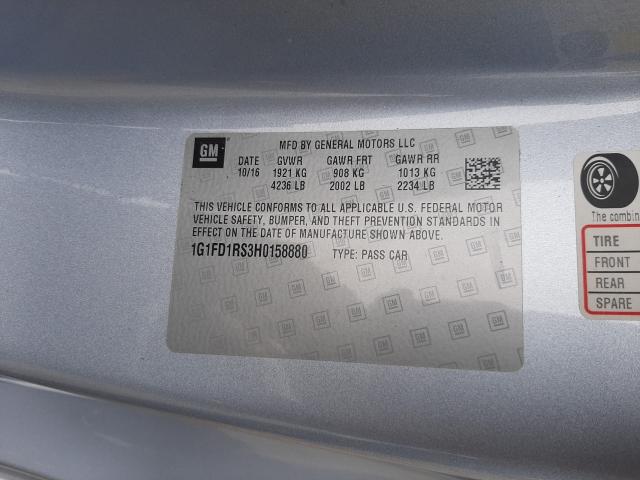 GM MFD BY GENERAL MOTORS LLC
DATE GVWR GAWR FRT GAWR RR
10/16 1921 KG 908 KG 1013 KG
4236 LB 2002 LB 2234 LB
THIS VEHICLE CONFORMS TO ALL APPLICABLE U.S. FEDERAL MOTOR
VEHICLE SAFETY, BUMPER, AND THEFT PREVENTION STANDARDS IN
EFFECT ON THE DATE OF MANUFACTURE SHOWN ABOVE.
1G1FD1RS3H0158880 TYPE: PASS CAR
The combin
TIRE
FRONT
REAR
SPARE